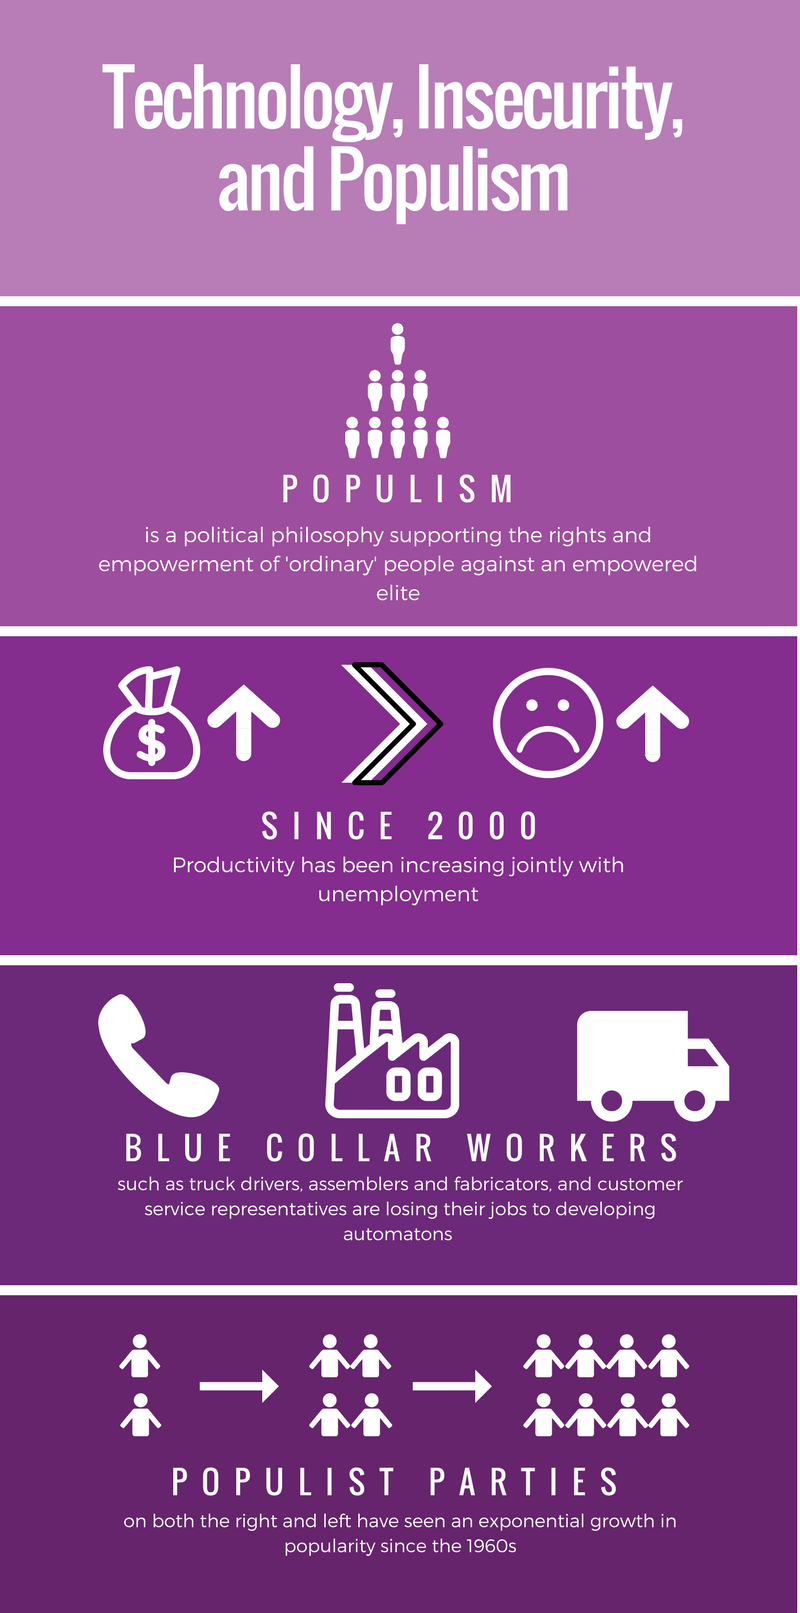 Technology, Insecurity,
and Populism
POPULISM
is a political philosophy supporting the rights and
empowerment of 'ordinary' people against an empowered
elite
$
SINCE 2000
Productivity has been increasing jointly with
unemployment
BLUE COLLAR WORKERS
such as truck drivers, assemblers and fabricators, and customer
service representatives are losing their jobs to developing
automatons
POPULIST PARTIES
on both the right and left have seen an exponential growth in
popularity since the 1960s